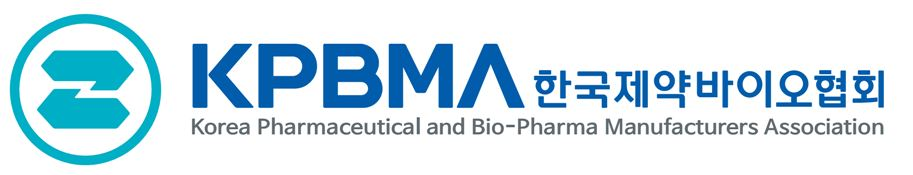 KPBMA 한국제약바이오협회
Korea Pharmaceutical and Bio-Pharma Manufacturers Association